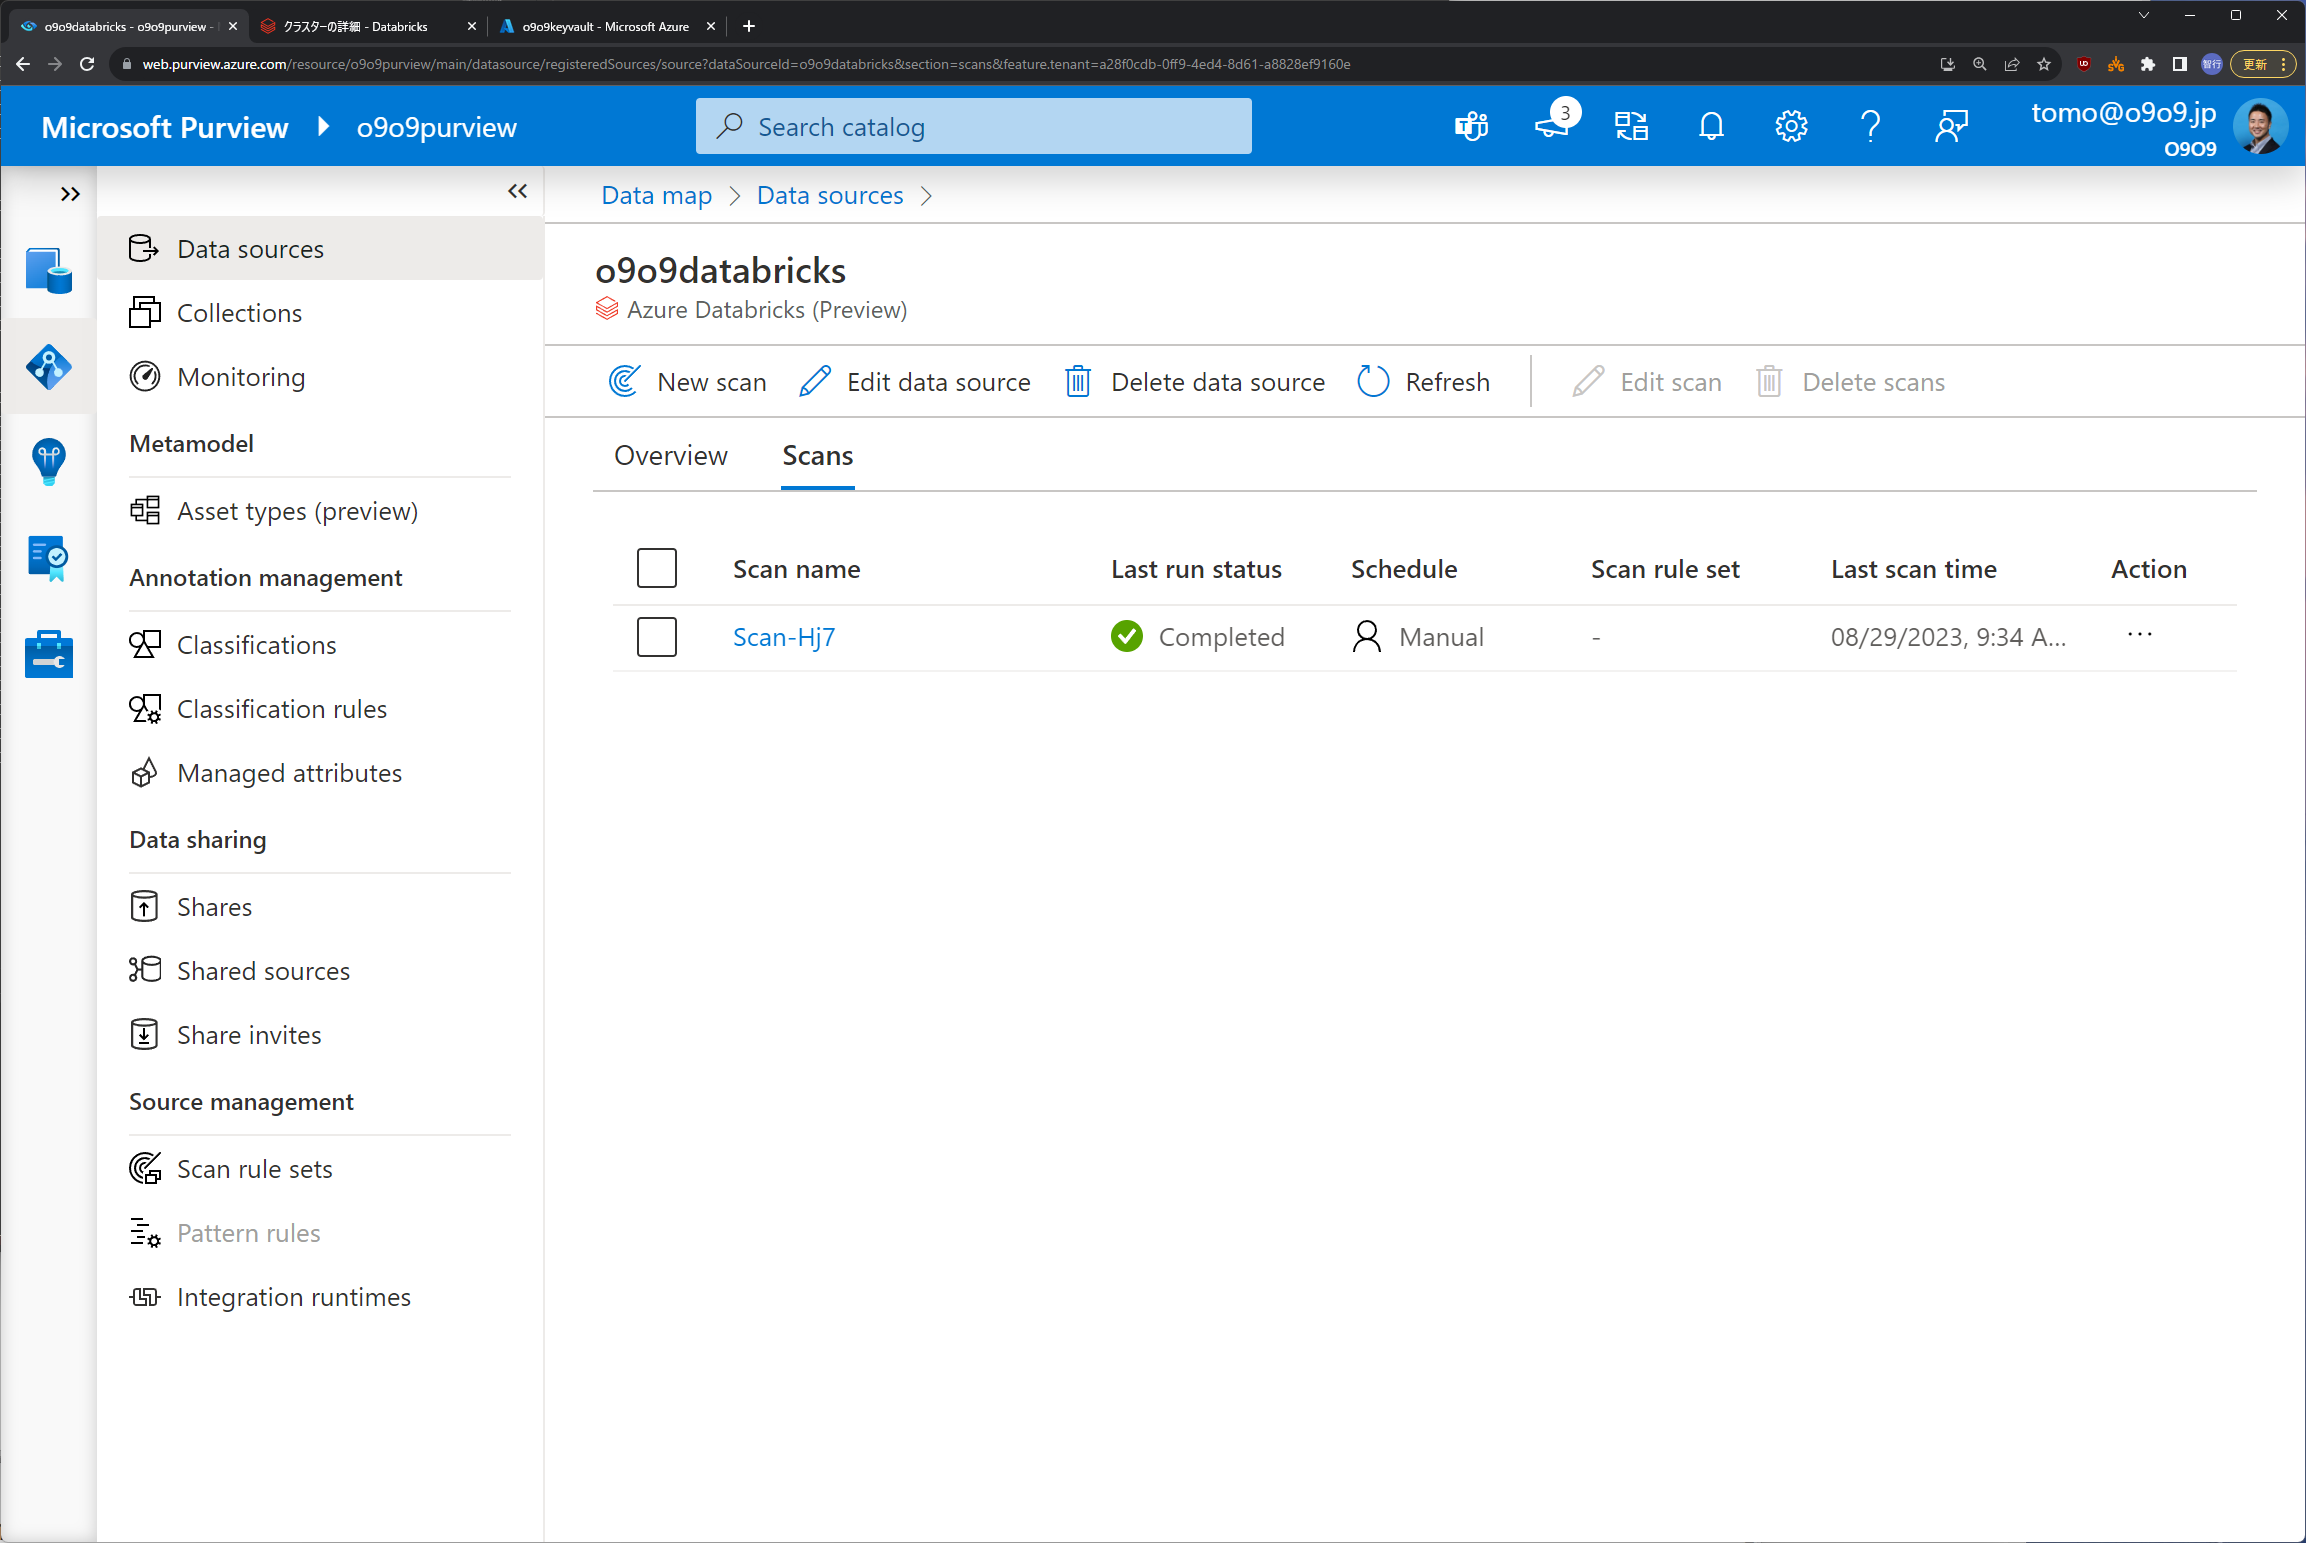 o9o9databricks - o9o9purview -
クラスターの詳細 - Databricks
o9o9keyvault - Microsoft Azure
web.purview.azure.com/resource/o9o9purview/main/datasource/registeredSources/source?dataSourceId=o9o9databricks&section=scans&feature.tenant=a28f0cdb-0ff9-4ed4-8d61-a8828ef9160e
智行
更新
Microsoft Purview
o9o9purview
Search catalog
3
tomo@o9o9.jp
O9O9
Data sources
Collections
Monitoring
Metamodel
Asset types (preview)
Annotation management
Classifications
Classification rules
Managed attributes
Data sharing
Shares
Shared sources
Share invites
Source management
Scan rule sets
Pattern rules
Integration runtimes
Data map
Data sources
o9o9databricks
Azure Databricks (Preview)
New scan
Edit data source
Delete data source
Refresh
Edit scan
Delete scans
Overview
Scans
Scan name Last run status Schedule Scan rule set Last scan time Action
Scan-Hj7 Completed Manual - 08/29/2023, 9:34 A... ...